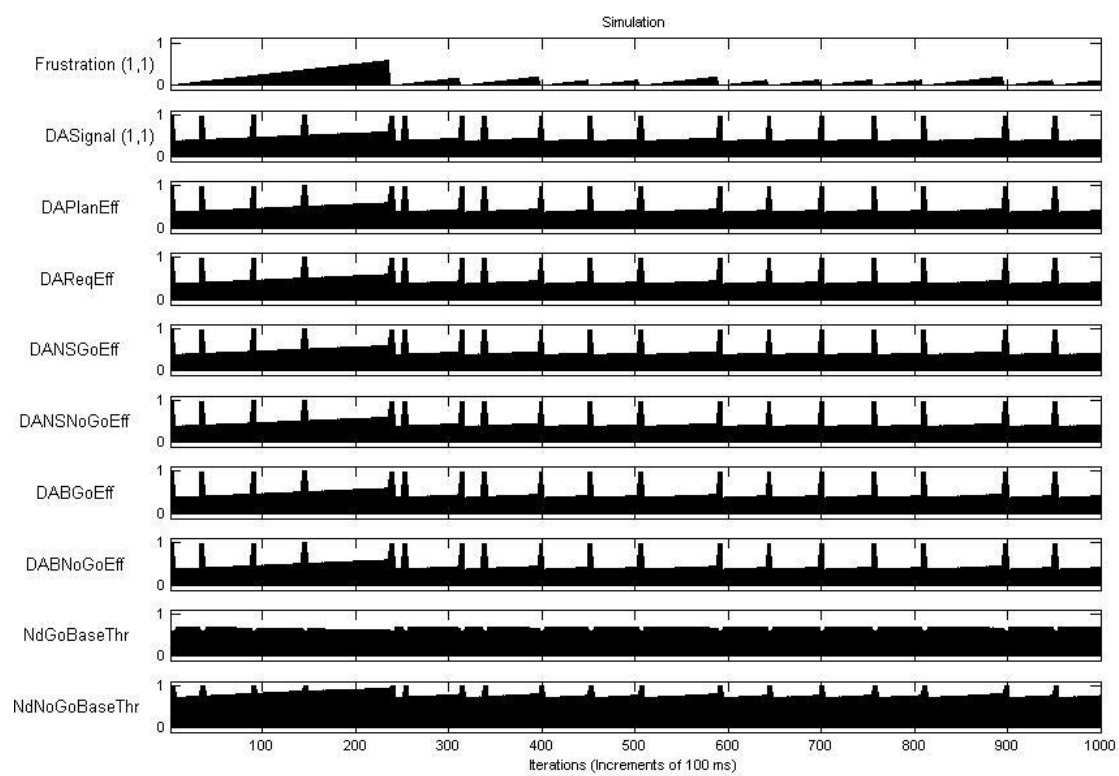 Simulation
1
Frustration (1,1)
0
1
DASignal (1,1)
0
1
DAPlanEff
0
1
DAReqEff
0
1
DANSGoEff
0
1
DANSNoGoEff
0
1
DABGoEff
0
1
DABNoGoEff
0
1
NdGoBaseThr
0
1
NdNoGoBaseThr
0
100 200 300 400 500 600 700 800 900 1000
Iterations (Increments of 100 ms)